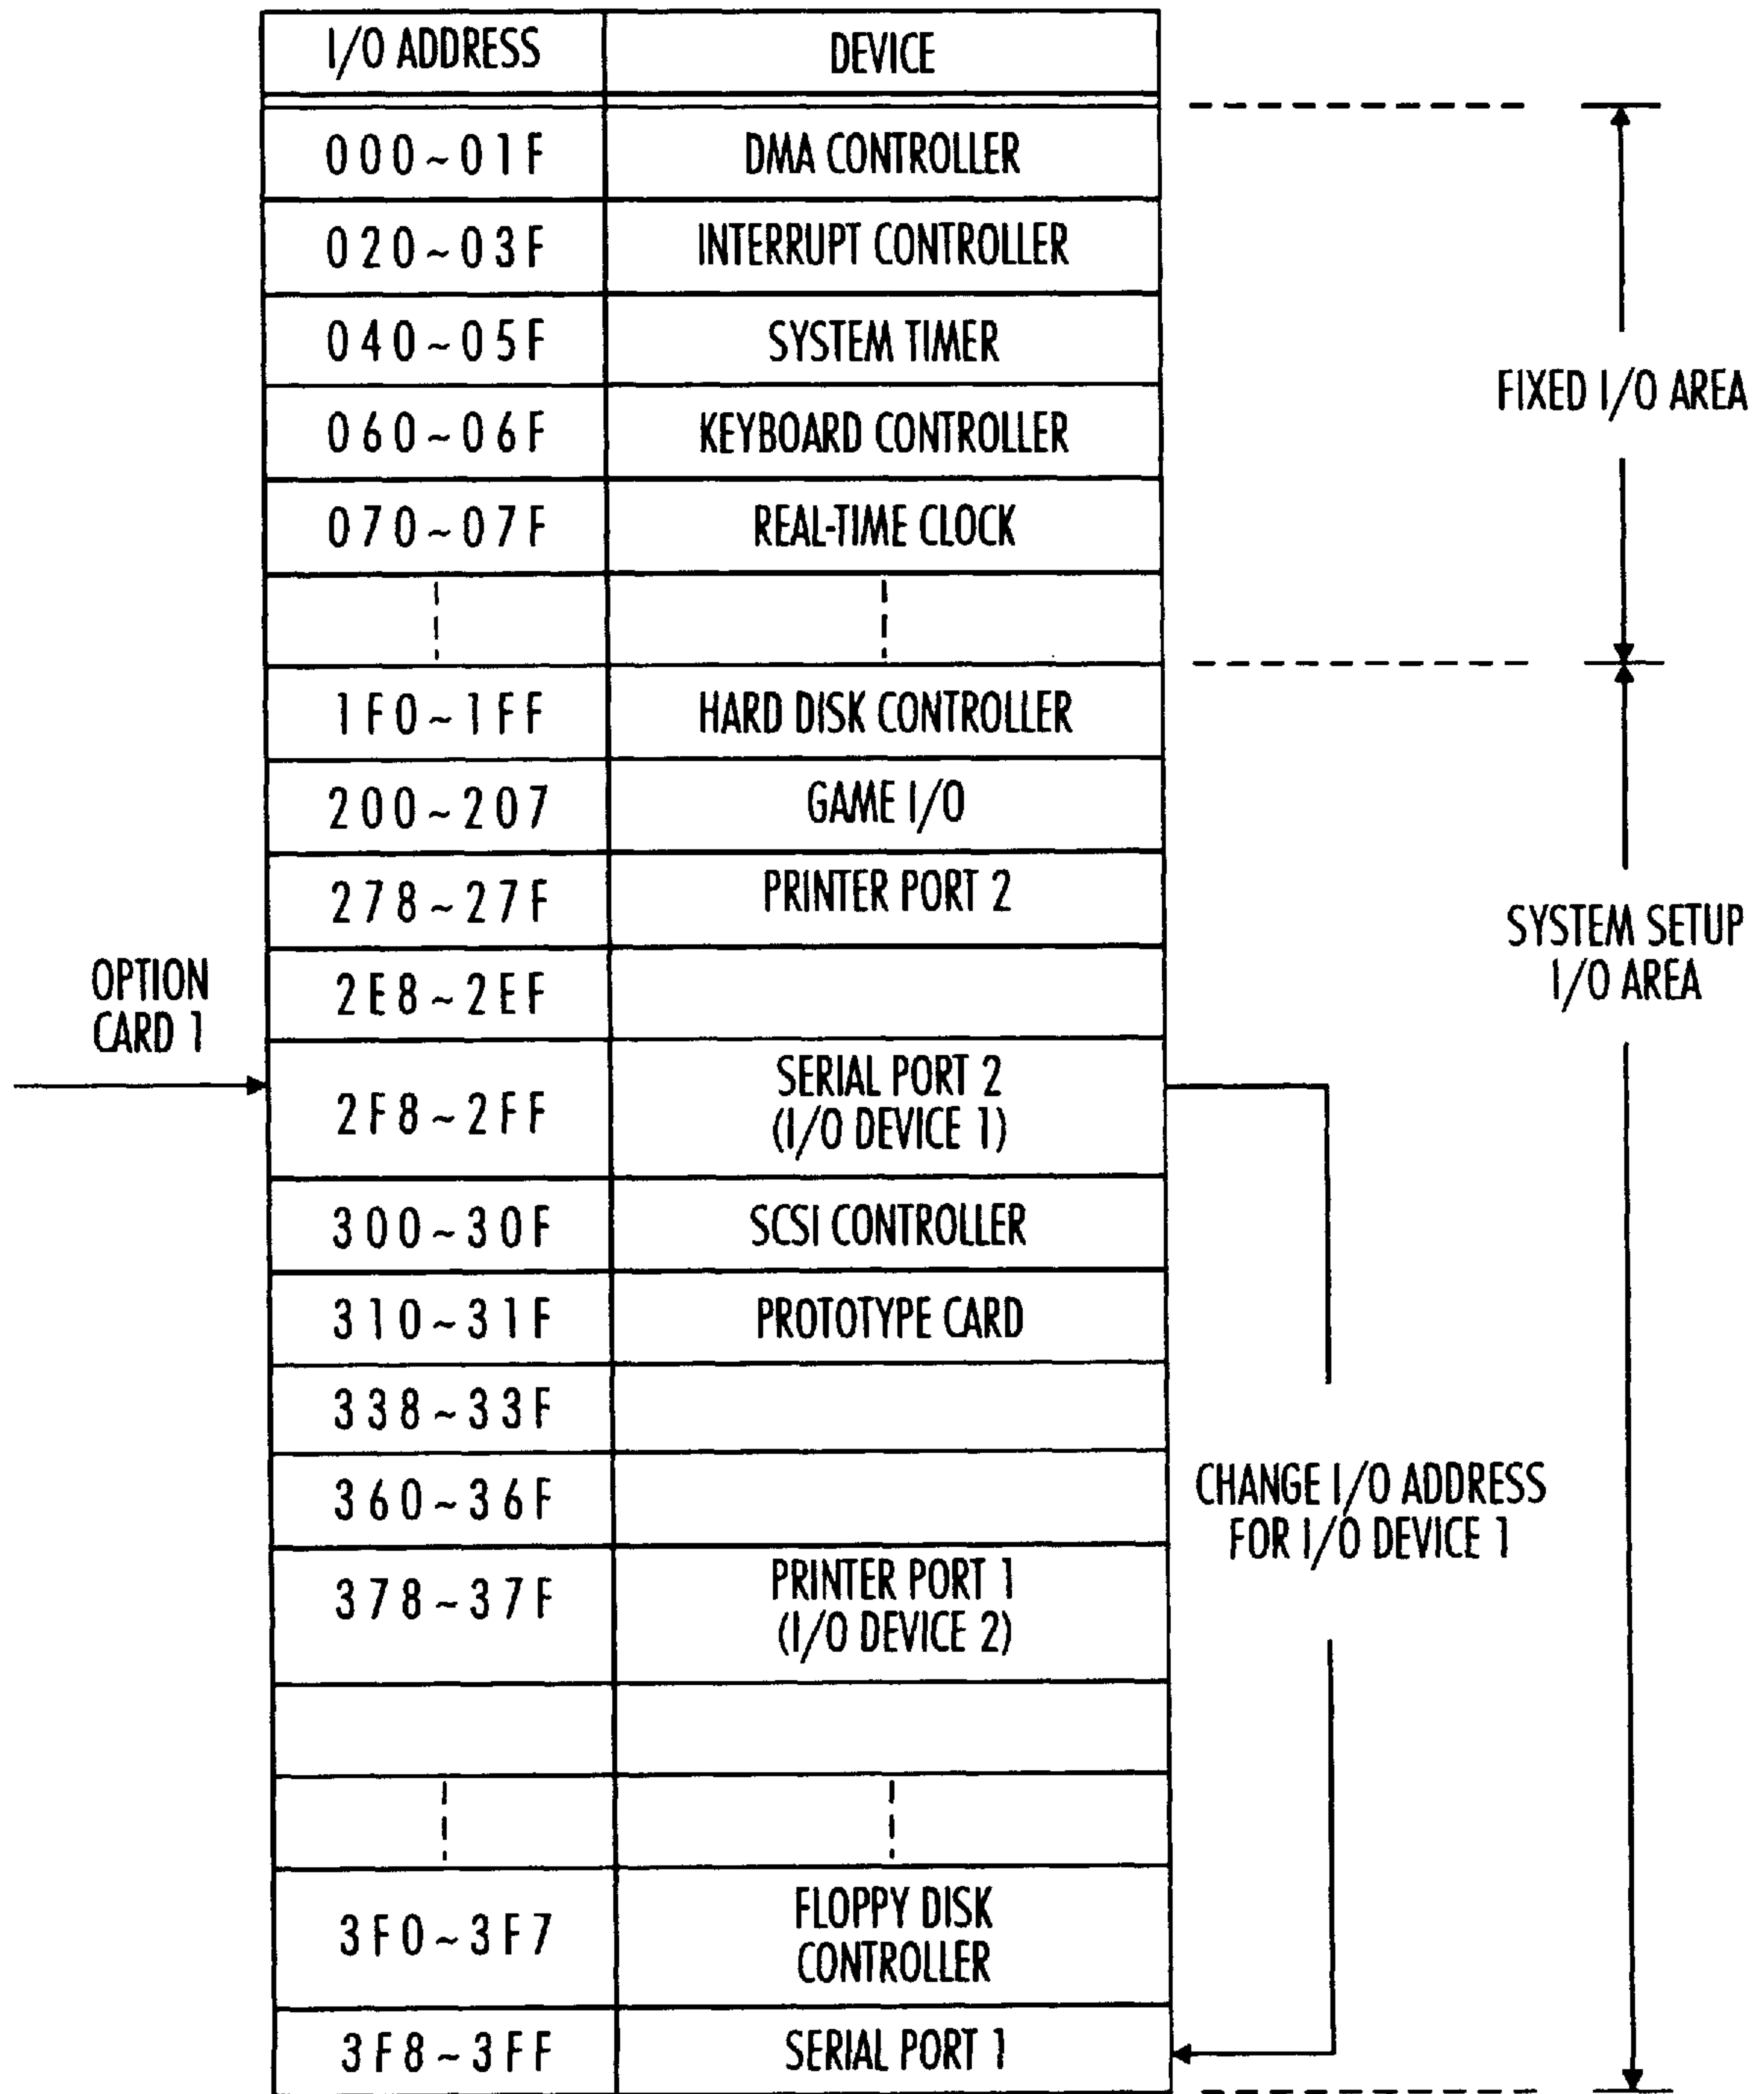 I/O ADDRESS DEVICE
000~01F DMA CONTROLLER
020~03F INTERRUPT CONTROLLER
040~05F SYSTEM TIMER
060~06F KEYBOARD CONTROLLER
070~07F REAL-TIME CLOCK
FIXED I/O AREA
1F0~1FF HARD DISK CONTROLLER
200~207 GAME I/O
278~27F PRINTER PORT 2
2E8~2EF
SYSTEM SETUP
I/O AREA
OPTION
CARD 1
2F8~2FF SERIAL PORT 2
(I/O DEVICE 1)
300~30F SCSI CONTROLLER
310~31F PROTOTYPE CARD
338~33F
360~36F
CHANGE I/O ADDRESS
FOR I/O DEVICE 1
378~37F PRINTER PORT 1
(I/O DEVICE 2)
3F0~3F7 FLOPPY DISK
CONTROLLER
3F8~3FF SERIAL PORT 1